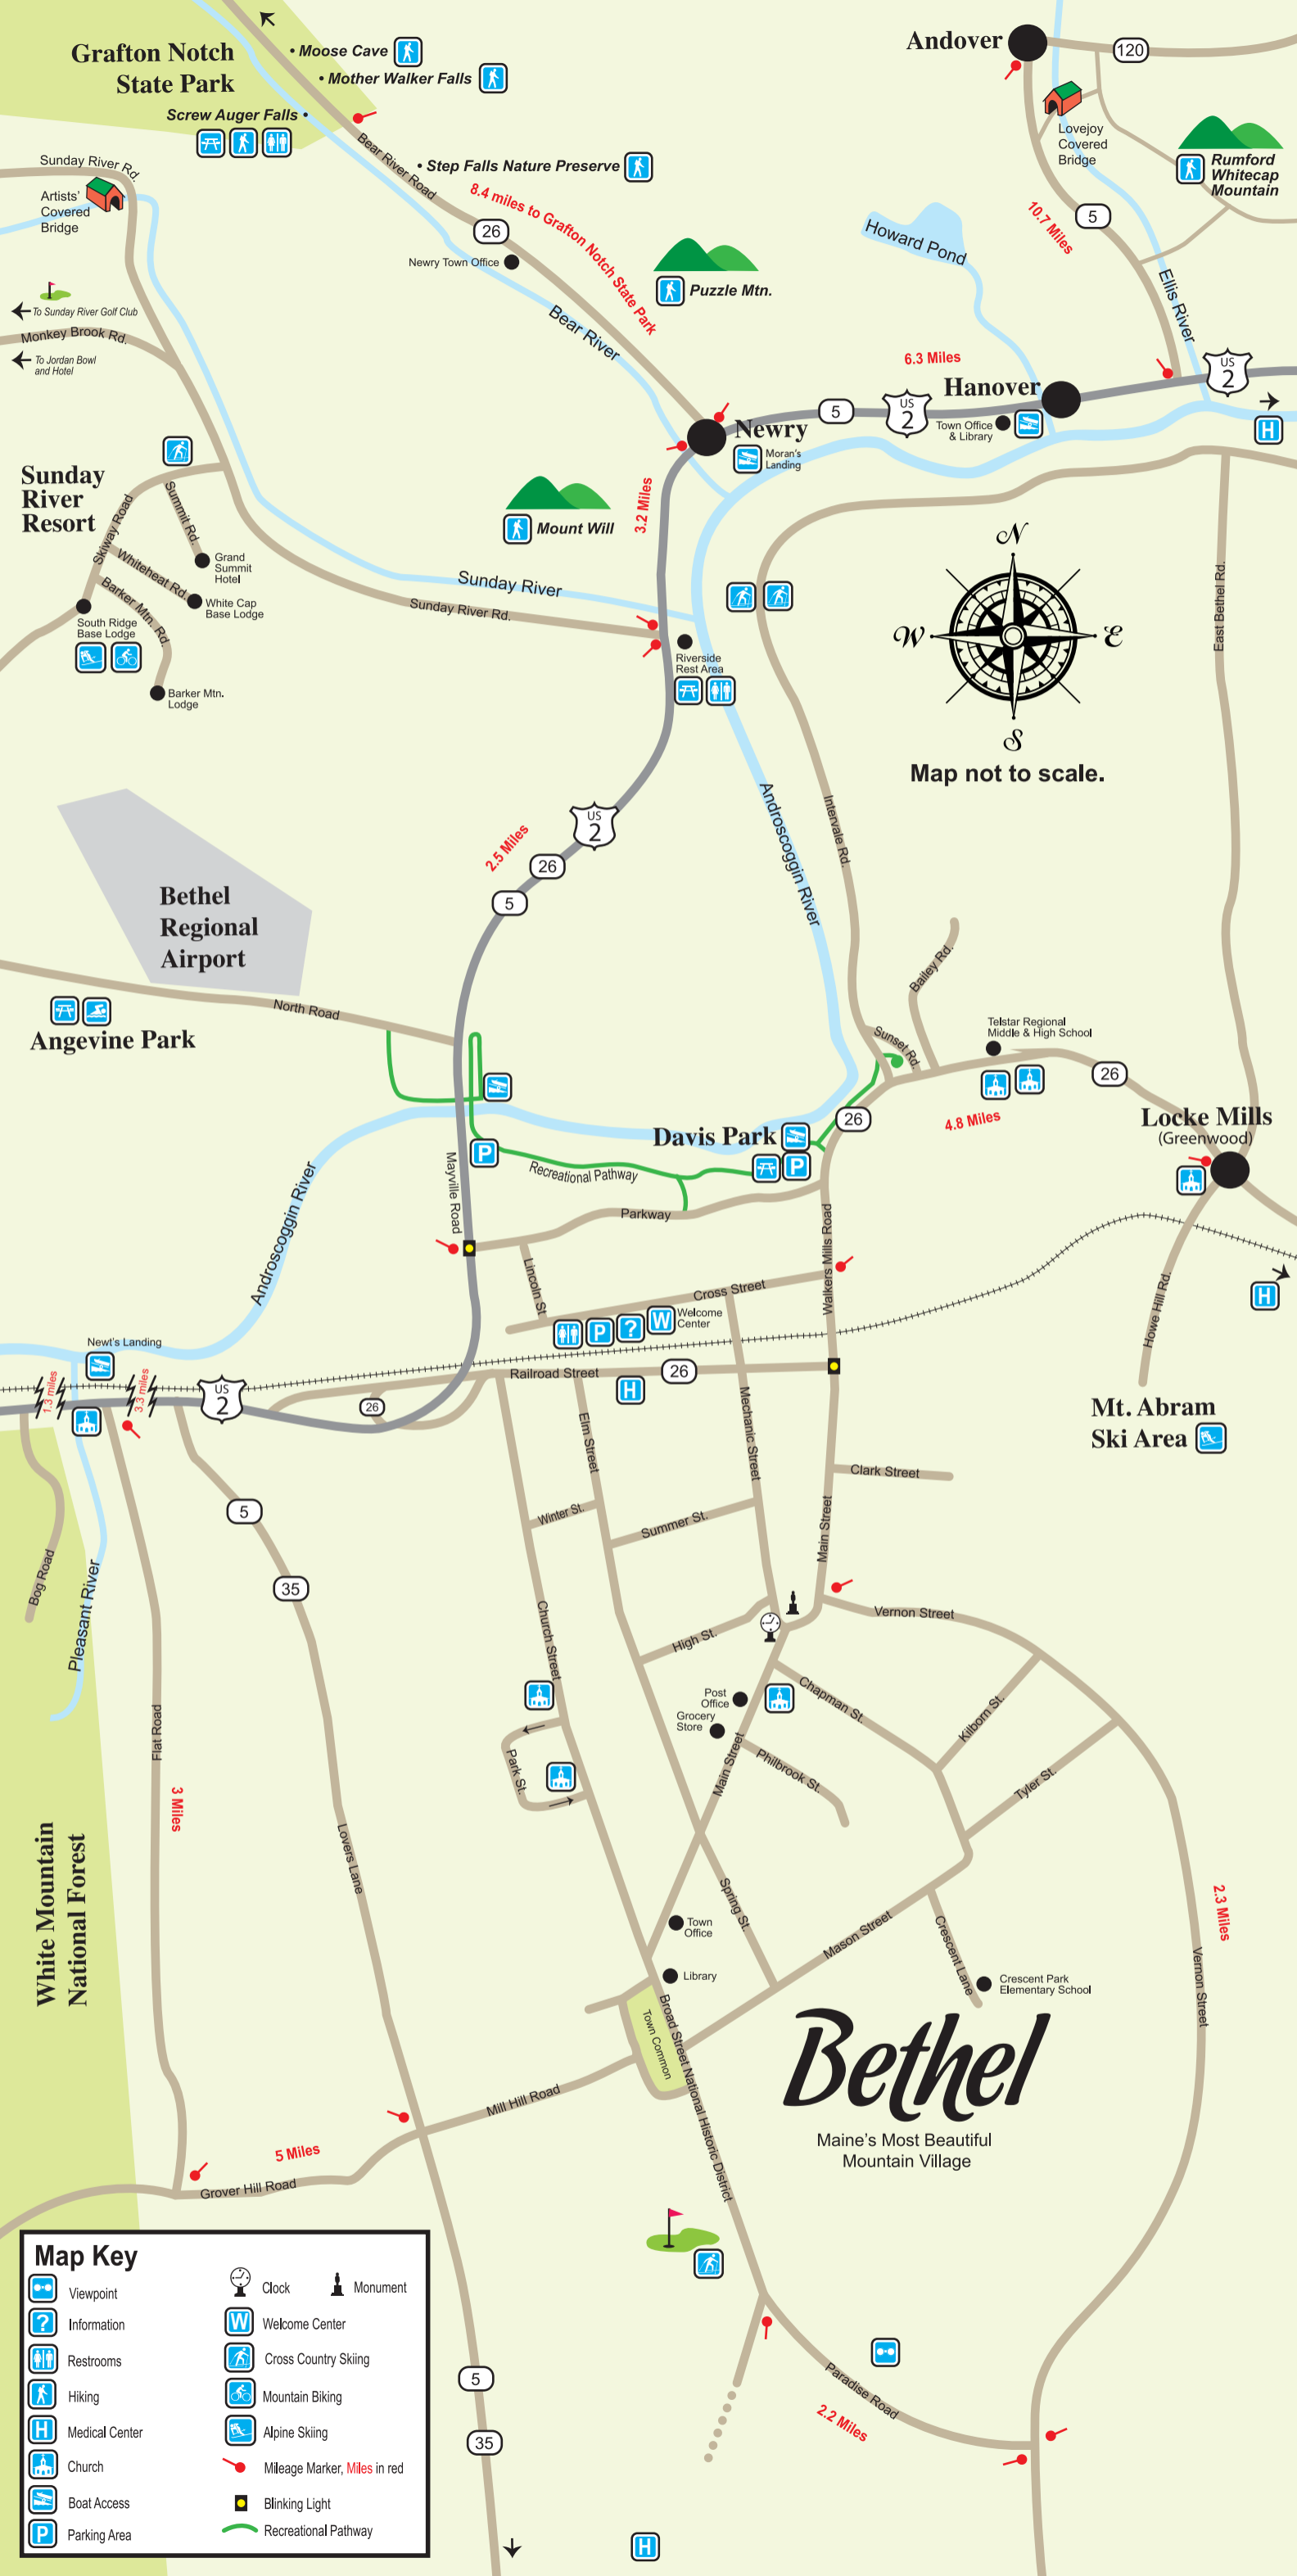 Grafton Notch
State Park
• Moose Cave
• Mother Walker Falls
Screw Auger Falls •
Andover
120
Lovejoy
Covered
Bridge
Rumford
Whitecap
Mountain
Sunday River Rd.
Artists'
Covered
Bridge
Bear River Road
• Step Falls Nature Preserve
8.4 miles to Grafton Notch State Park
26
Newry Town Office
Puzzle Mtn.
Howard Pond
10.7 Miles
5
Ellis River
To Sunday River Golf Club
Monkey Brook Rd.
To Jordan Bowl
and Hotel
Bear River
6.3 Miles
Hanover
US
2
5
US
2
Town Office
& Library
H
Newry
Moran's
Landing
Sunday
River
Resort
Skiway Road
Summit Rd.
Grand
Summit
Hotel
Whiteheat Rd.
White Cap
Base Lodge
Barker Mtn. Rd.
South Ridge
Base Lodge
Barker Mtn.
Lodge
Mount Will
3.2 Miles
Sunday River
Sunday River Rd.
Riverside
Rest Area
N
W
E
S
Map not to scale.
East Bethel Rd.
Androscoggin River
Intervale Rd.
US
2
26
5
2.5 Miles
Bethel
Regional
Airport
North Road
Angevine Park
Bailey Rd.
Sunset Rd.
Telstar Regional
Middle & High School
26
4.8 Miles
26
Locke Mills
(Greenwood)
Davis Park
P
P
Recreational Pathway
Mayville Road
Parkway
Androscoggin River
Lincoln St.
Cross Street
Walkers Mills Road
Welcome
Center
P
?
W
Howe Hill Rd.
H
Newt's Landing
1.3 miles
3.3 miles
US
2
26
Railroad Street
26
H
Mt. Abram
Ski Area
Elm Street
Mechanic Street
Clark Street
Winter St.
Summer St.
Main Street
5
35
Bog Road
Pleasant River
Church Street
High St.
Vernon Street
Post
Office
Grocery
Store
Chapman St.
Kilborn St.
Tyler St.
Philbrook St.
Main Street
Park St.
Flat Road
3 Miles
Lovers Lane
White Mountain
National Forest
Spring St.
Town
Office
Library
Mason Street
Crescent Lane
Crescent Park
Elementary School
2.3 Miles
Vernon Street
Town Common
Broad Street National Historic District
Mill Hill Road
5 Miles
Grover Hill Road
Bethel
Maine's Most Beautiful
Mountain Village
Paradise Road
2.2 Miles
5
35
H
Map Key
Viewpoint
? Information
Restrooms
Hiking
H Medical Center
Church
Boat Access
P Parking Area
Clock
Monument
W Welcome Center
Cross Country Skiing
Mountain Biking
Alpine Skiing
Mileage Marker, Miles in red
Blinking Light
Recreational Pathway